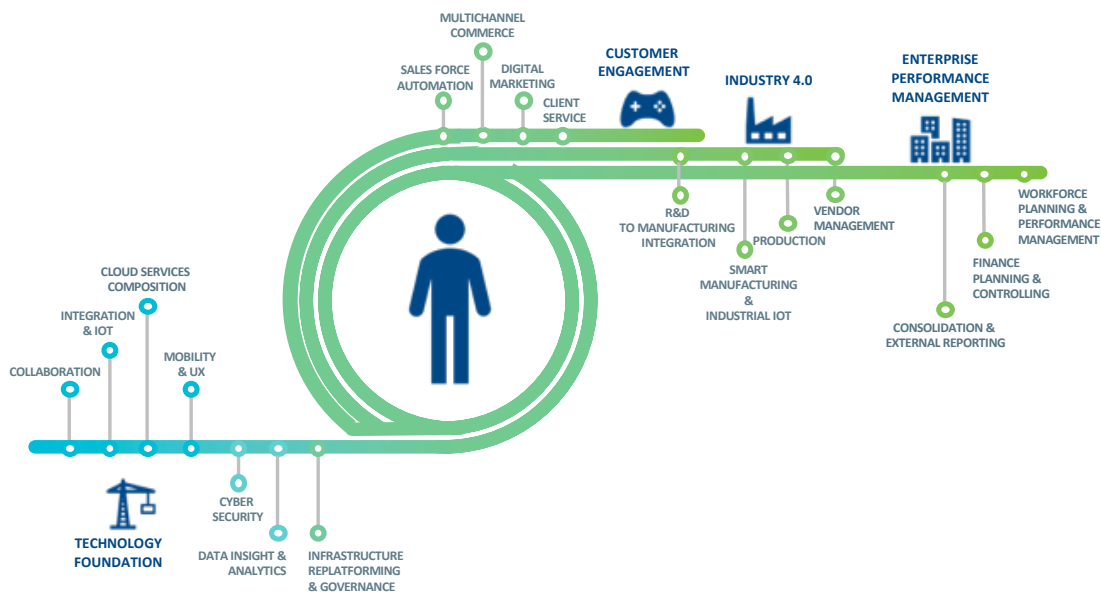 MULTICHANNEL
COMMERCE
SALES FORCE
AUTOMATION
DIGITAL
MARKETING
CLIENT
SERVICE
CUSTOMER
ENGAGEMENT
INDUSTRY 4.0
ENTERPRISE
PERFORMANCE
MANAGEMENT
R&D
TO MANUFACTURING
INTEGRATION
SMART
MANUFACTURING
&
INDUSTRIAL IOT
PRODUCTION
VENDOR
MANAGEMENT
WORKFORCE
PLANNING &
PERFORMANCE
MANAGEMENT
FINANCE
PLANNING &
CONTROLLING
CONSOLIDATION &
EXTERNAL REPORTING
CLOUD SERVICES
COMPOSITION
INTEGRATION
& IOT
COLLABORATION
MOBILITY
& UX
CYBER
SECURITY
TECHNOLOGY
FOUNDATION
DATA INSIGHT &
ANALYTICS
INFRASTRUCTURE
REPLATFORMING
& GOVERNANCE